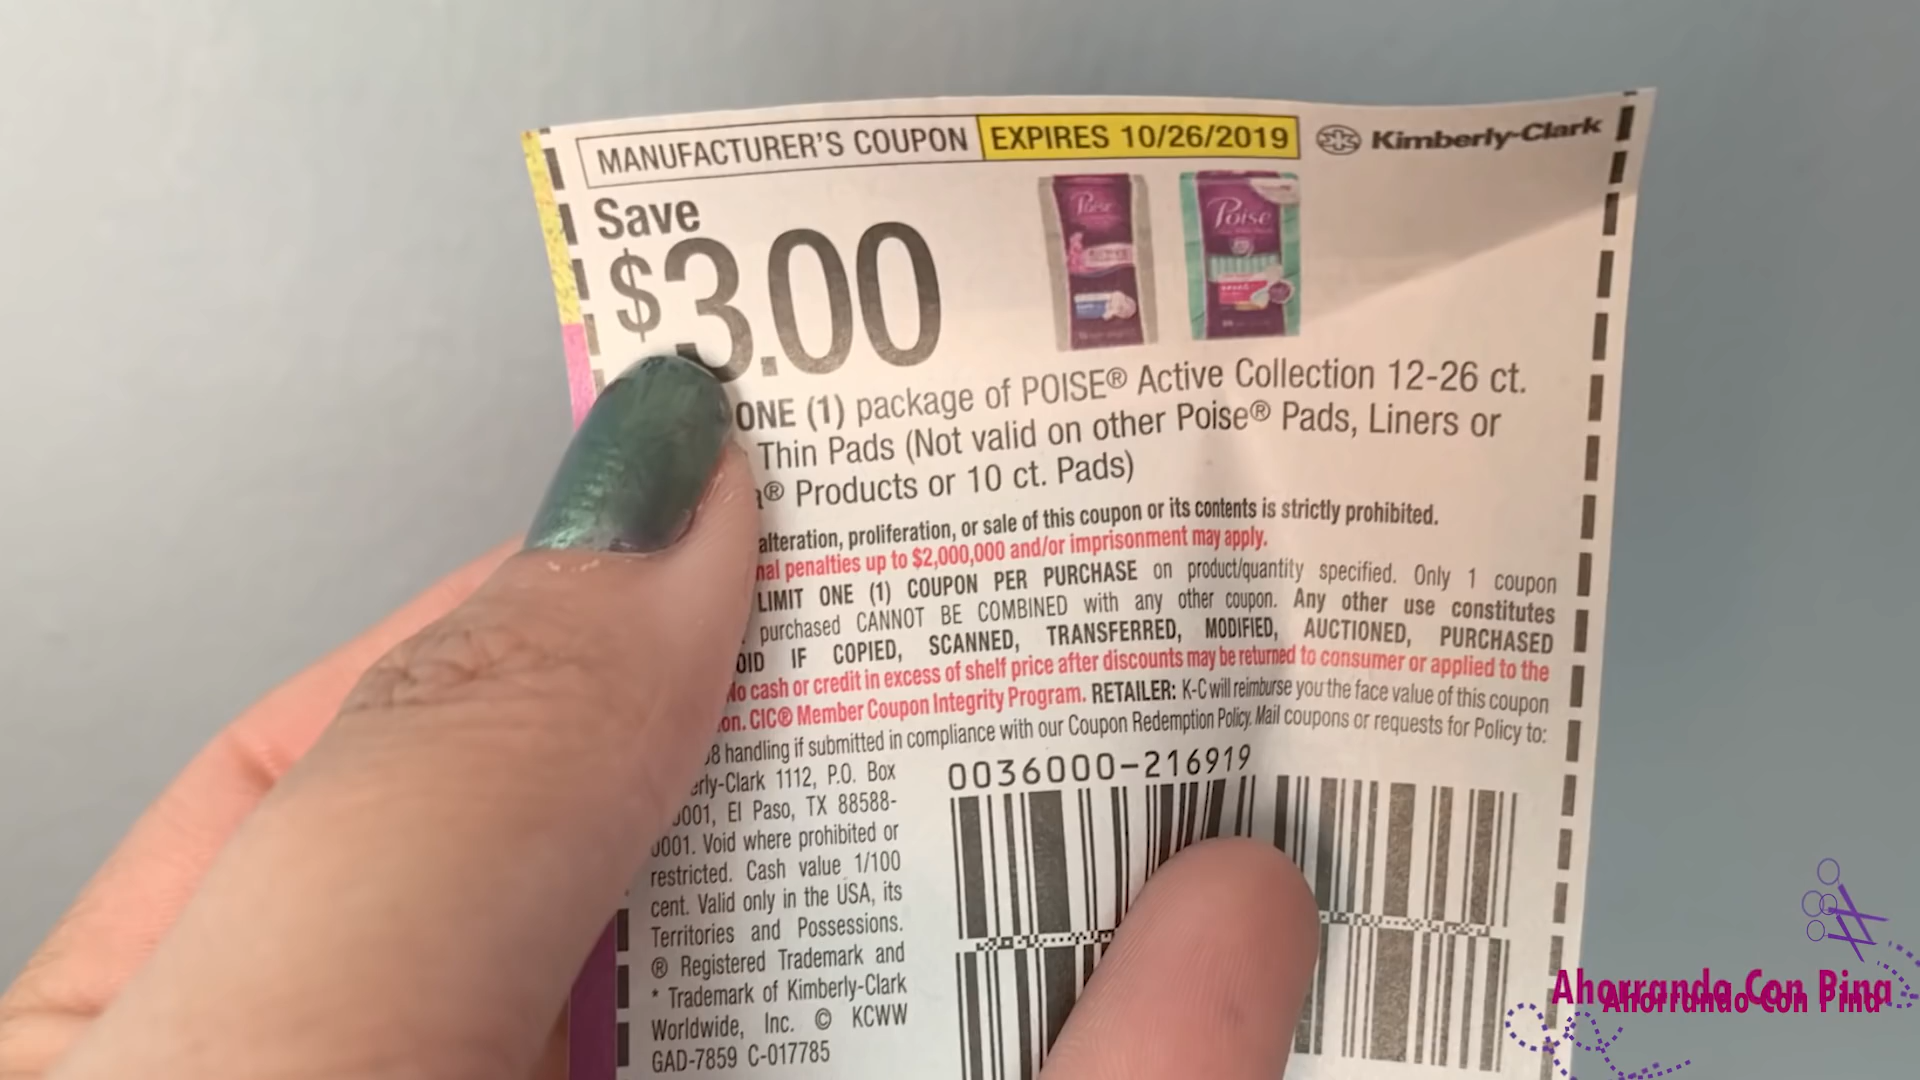 MANUFACTURER'S COUPON EXPIRES 10/26/2019 Kimberly-Clark
Save
$3.00
Poise
Poise
ONE (1) package of POISE® Active Collection 12-26 ct.
Thin Pads (Not valid on other Poise® Pads, Liners or
® Products or 10 ct. Pads)
alteration, proliferation, or sale of this coupon or its contents is strictly prohibited.
penalties up to $2,000,000 and/or imprisonment may apply.
LIMIT ONE (1) COUPON PER PURCHASE on product/quantity specified. Only 1 coupon
purchased CANNOT BE COMBINED with any other coupon. Any other use constitutes
IF COPIED, SCANNED, TRANSFERRED, MODIFIED, AUCTIONED, PURCHASED
No cash or credit in excess of shelf price after discounts may be returned to consumer or applied to the
CIC® Member Coupon Integrity Program. RETAILER: K-C will reimburse you the face value of this coupon
handling if submitted in compliance with our Coupon Redemption Policy. Mail coupons or requests for Policy to:
0036000-216919
1112, P.O. Box
El Paso, TX 88588-
0001. Void where prohibited or
restricted. Cash value 1/100
cent. Valid only in the USA, its
Territories and Possessions.
® Registered Trademark and
* Trademark of Kimberly-Clark
Worldwide, Inc. © KCWW
GAD-7859 C-017785
Ahorrando Con Pina
Ahorrando Con Pina